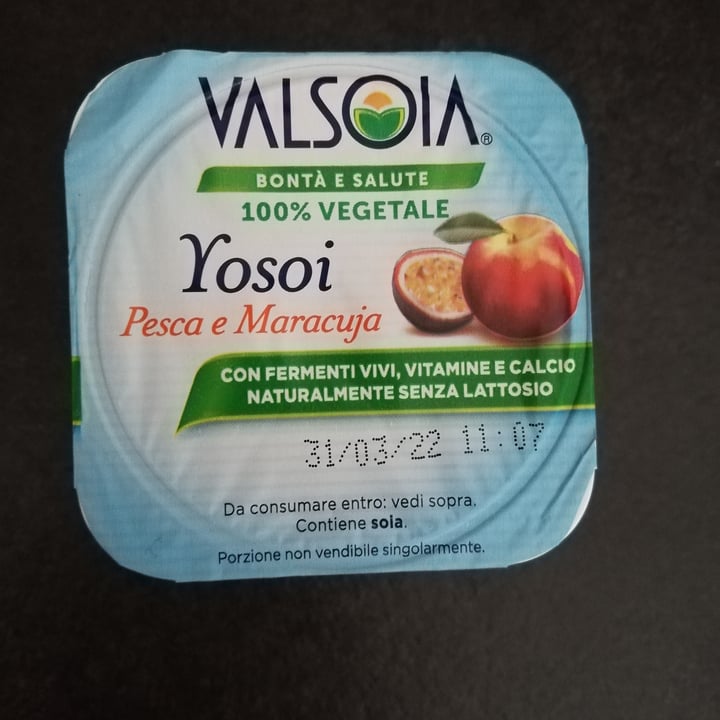 VALSOIA®
BONTÀ E SALUTE
100% VEGETALE
Yosoi
Pesca e Maracuja
CON FERMENTI VIVI, VITAMINE E CALCIO
NATURALMENTE SENZA LATTOSIO
31/03/22 11:07
Da consumare entro: vedi sopra.
Contiene soia.
Porzione non vendibile singolarmente.